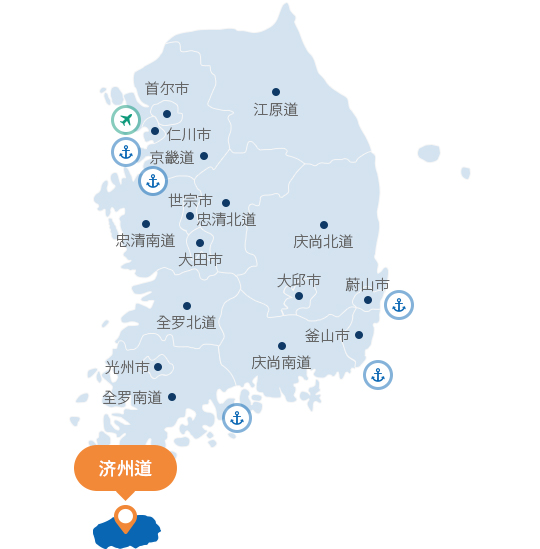 首尔市
江原道
仁川市
京畿道
世宗市
忠清北道
忠清南道
庆尚北道
大田市
大邱市
蔚山市
全罗北道
釜山市
庆尚南道
光州市
全罗南道
济州道